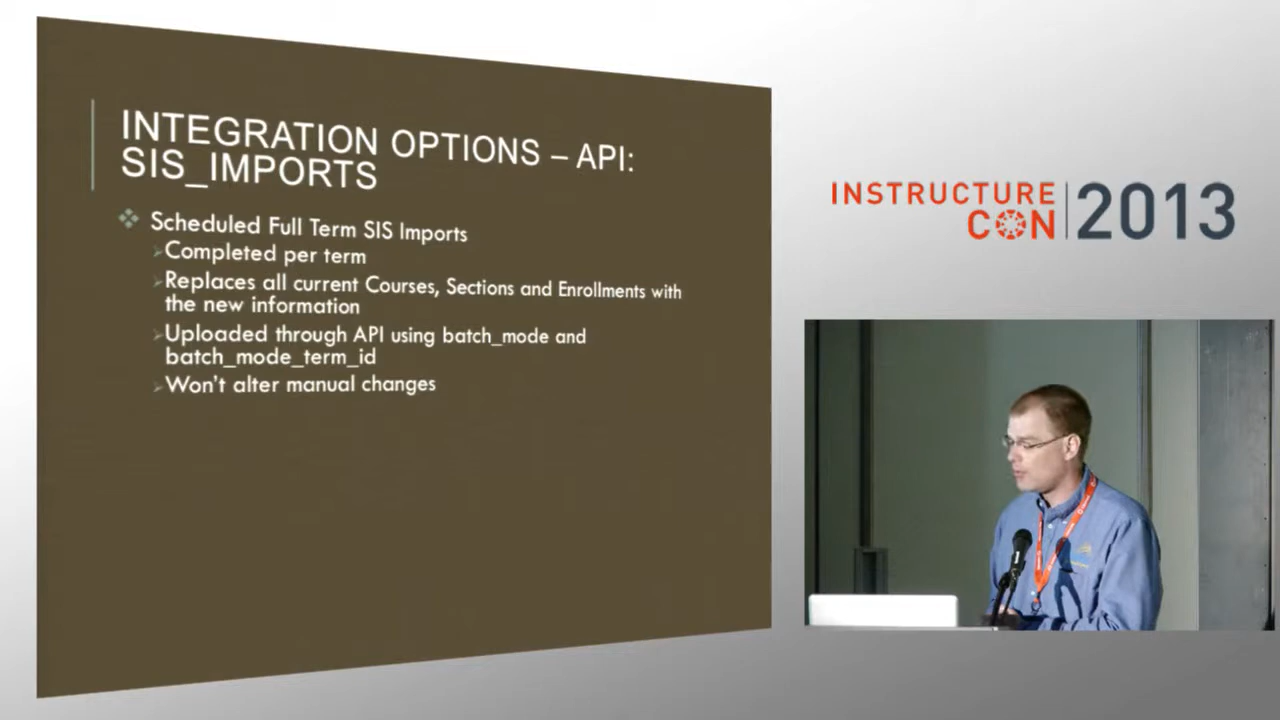 INTEGRATION OPTIONS – API:
SIS_IMPORTS
Scheduled Full Term SIS Imports
Completed per term
Replaces all current Courses, Sections and Enrollments with
the new information
Uploaded through API using batch_mode and
batch_mode_term_id
Won't alter manual changes
INSTRUCTURE
CON 2013